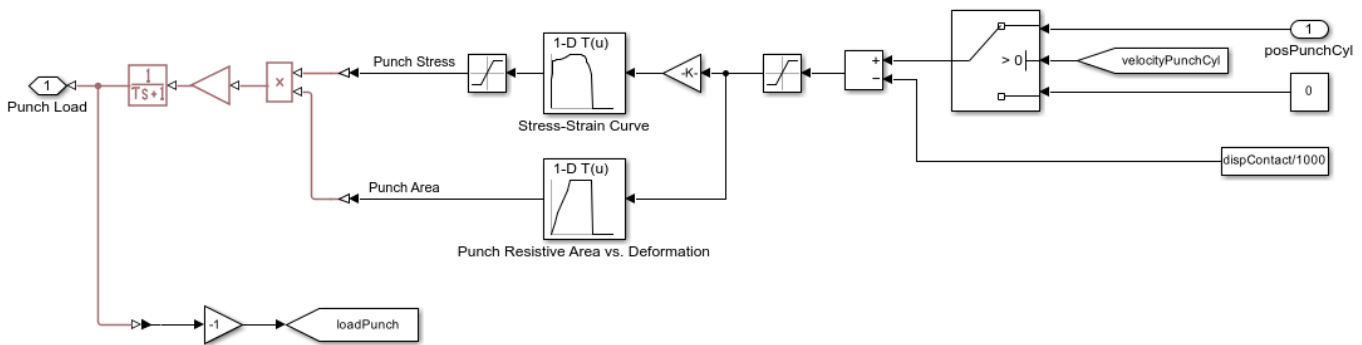 1
posPunchCyl
> 0
velocityPunchCyl
0
dispContact/1000
+
−
-K-
1-D T(u)
Stress-Strain Curve
Punch Stress
1-D T(u)
Punch Resistive Area vs. Deformation
Punch Area
×
1
Ts+1
1
Punch Load
-1
loadPunch